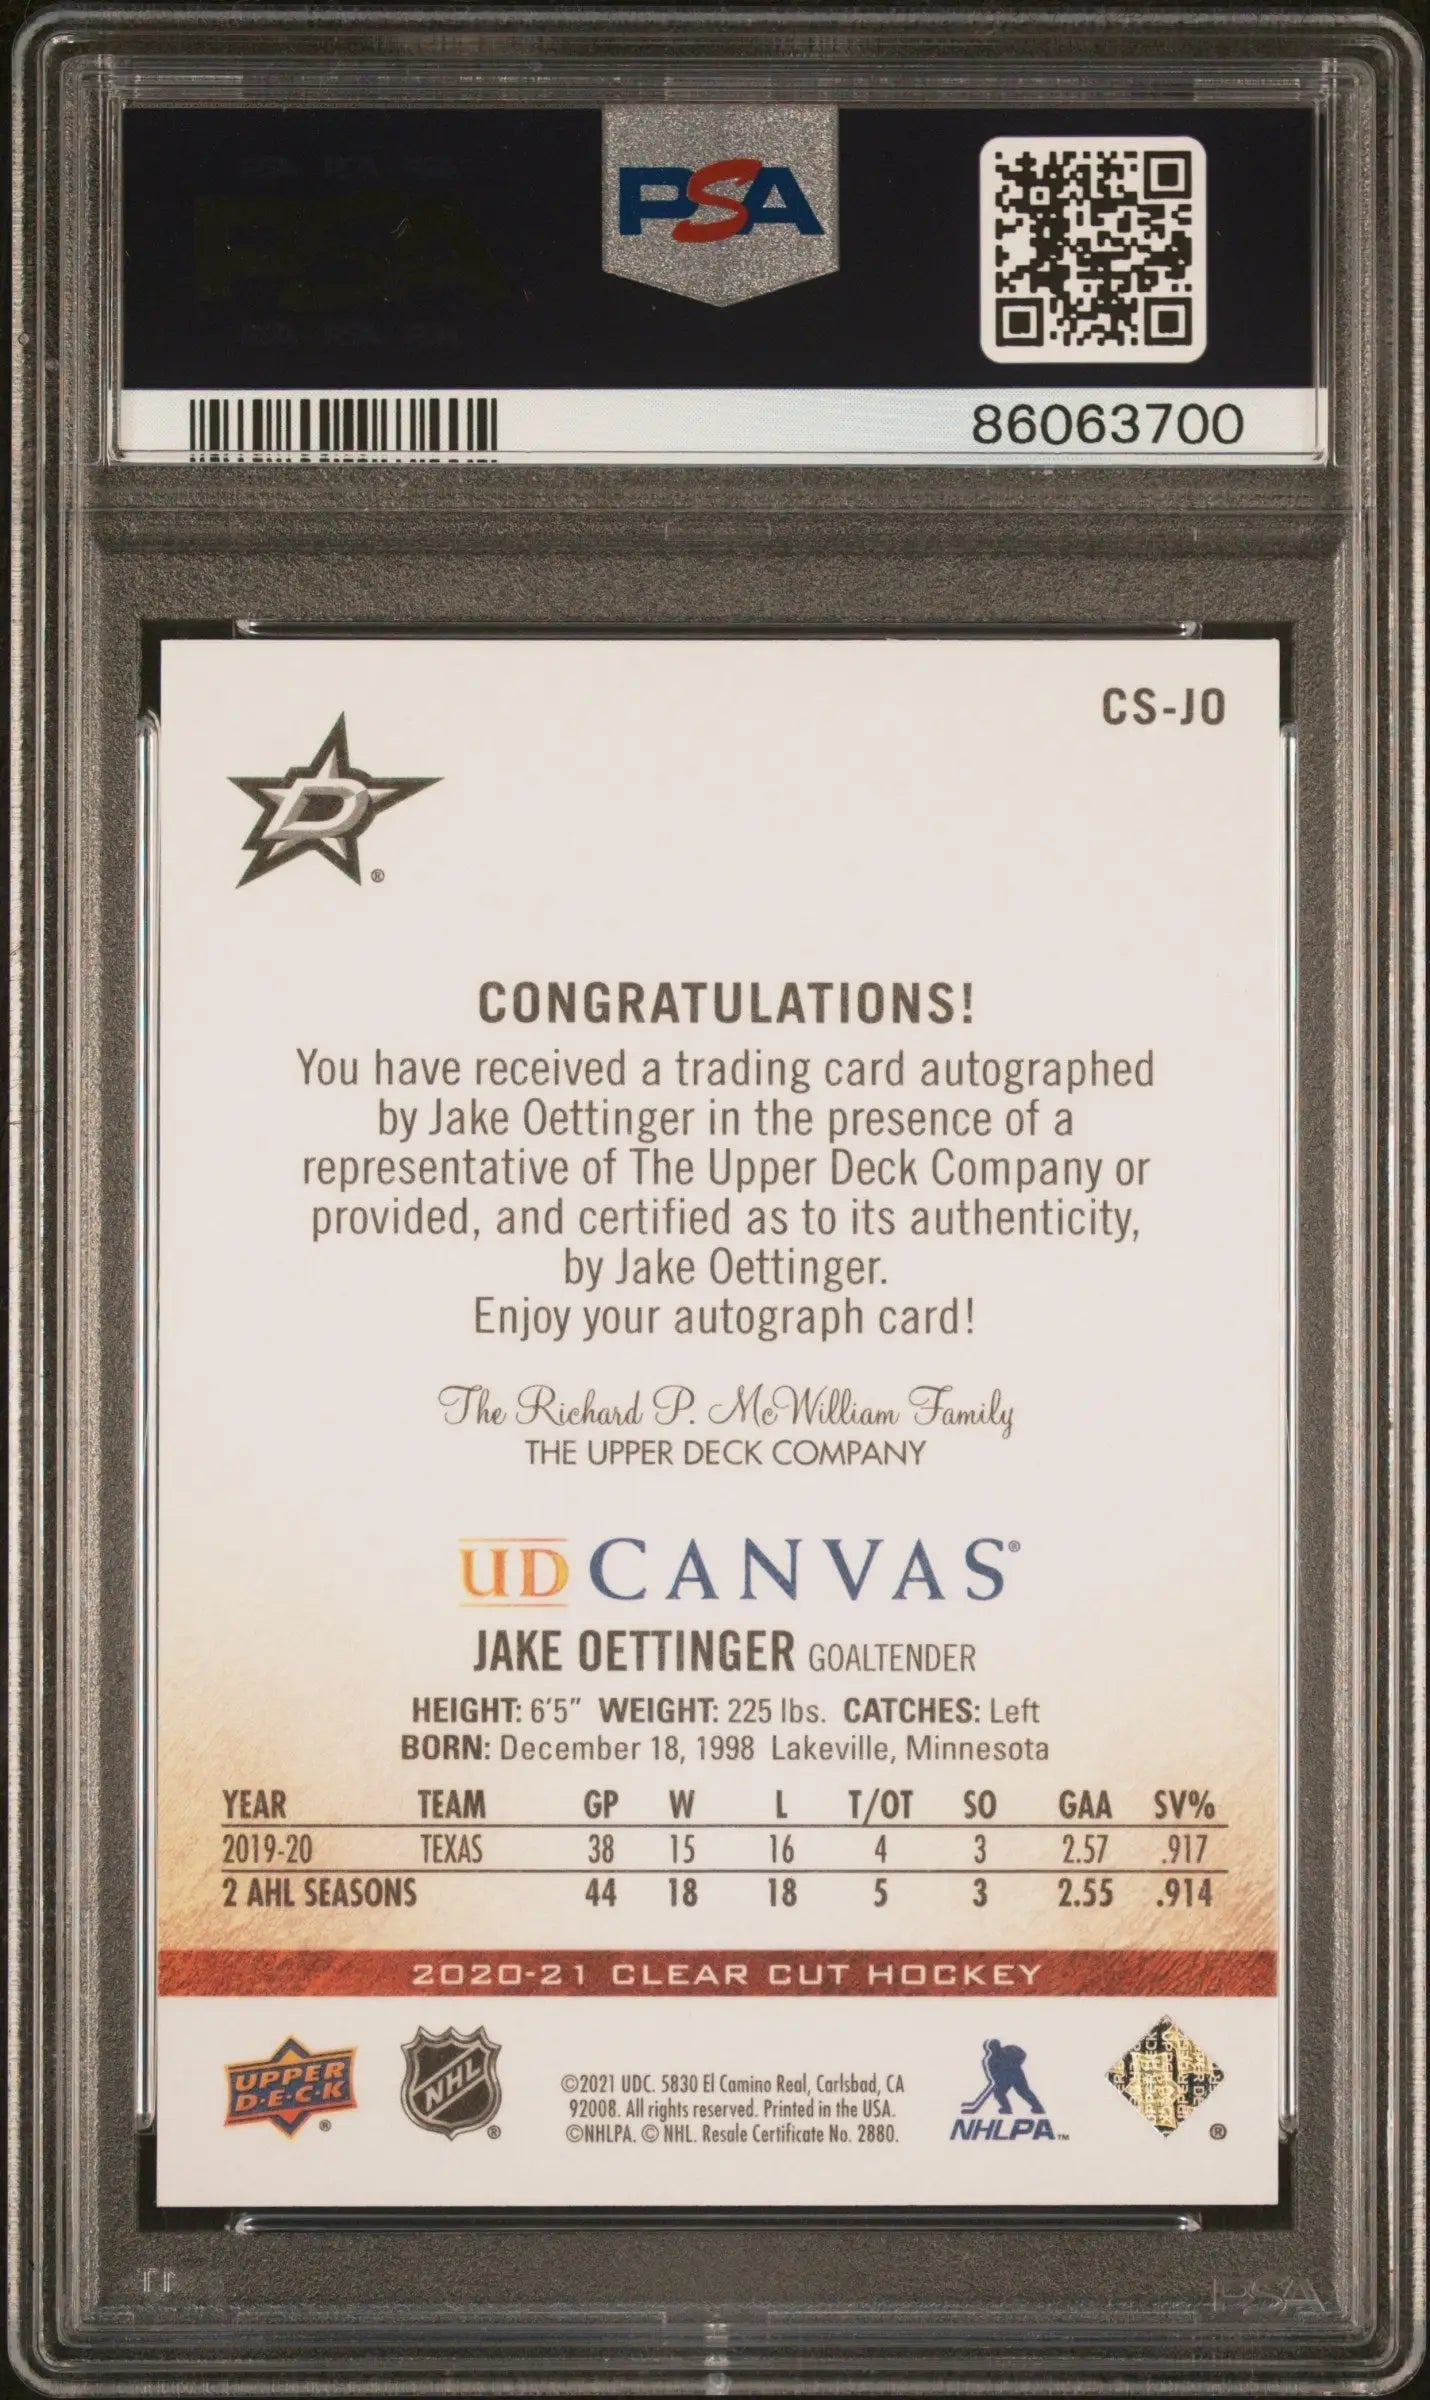 PSA
86063700
CS-JO
D
®
CONGRATULATIONS!
You have received a trading card autographed
by Jake Oettinger in the presence of a
representative of The Upper Deck Company or
provided, and certified as to its authenticity,
by Jake Oettinger.
Enjoy your autograph card!
The Richard P. McWilliam Family
THE UPPER DECK COMPANY
UD CANVAS®
JAKE OETTINGER GOALTENDER
HEIGHT: 6'5" WEIGHT: 225 lbs. CATCHES: Left
BORN: December 18, 1998 Lakeville, Minnesota
YEAR TEAM GP W L T/OT SO GAA SV%
2019-20 TEXAS 38 15 16 4 3 2.57 .917
2 AHL SEASONS 44 18 18 5 3 2.55 .914
2020-21 CLEAR CUT HOCKEY
UPPER
D·E·C·K
®
NHL
®
©2021 UDC. 5830 El Camino Real, Carlsbad, CA
92008. All rights reserved. Printed in the USA.
©NHLPA. © NHL. Resale Certificate No. 2880.
NHLPA™
®
PSA